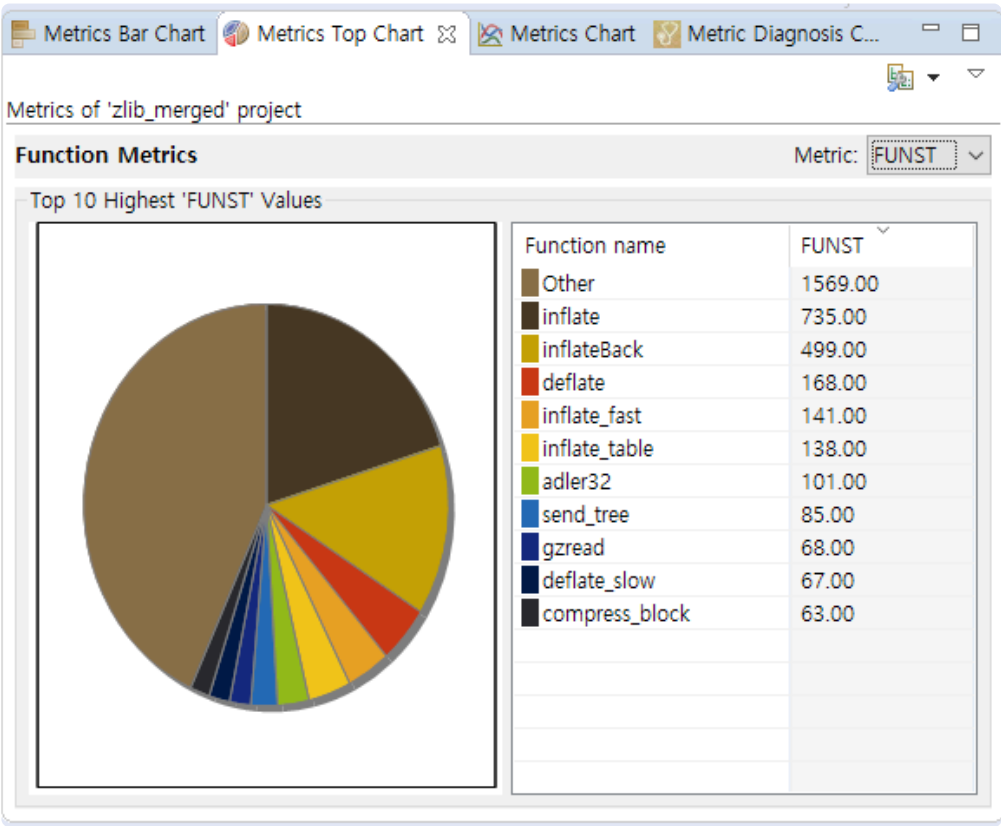 Metrics Bar Chart Metrics Top Chart Metrics Chart Metric Diagnosis C...
Metrics of 'zlib_merged' project
Function Metrics Metric: FUNST
Top 10 Highest 'FUNST' Values
Function name FUNST
Other 1569.00
inflate 735.00
inflateBack 499.00
deflate 168.00
inflate_fast 141.00
inflate_table 138.00
adler32 101.00
send_tree 85.00
gzread 68.00
deflate_slow 67.00
compress_block 63.00